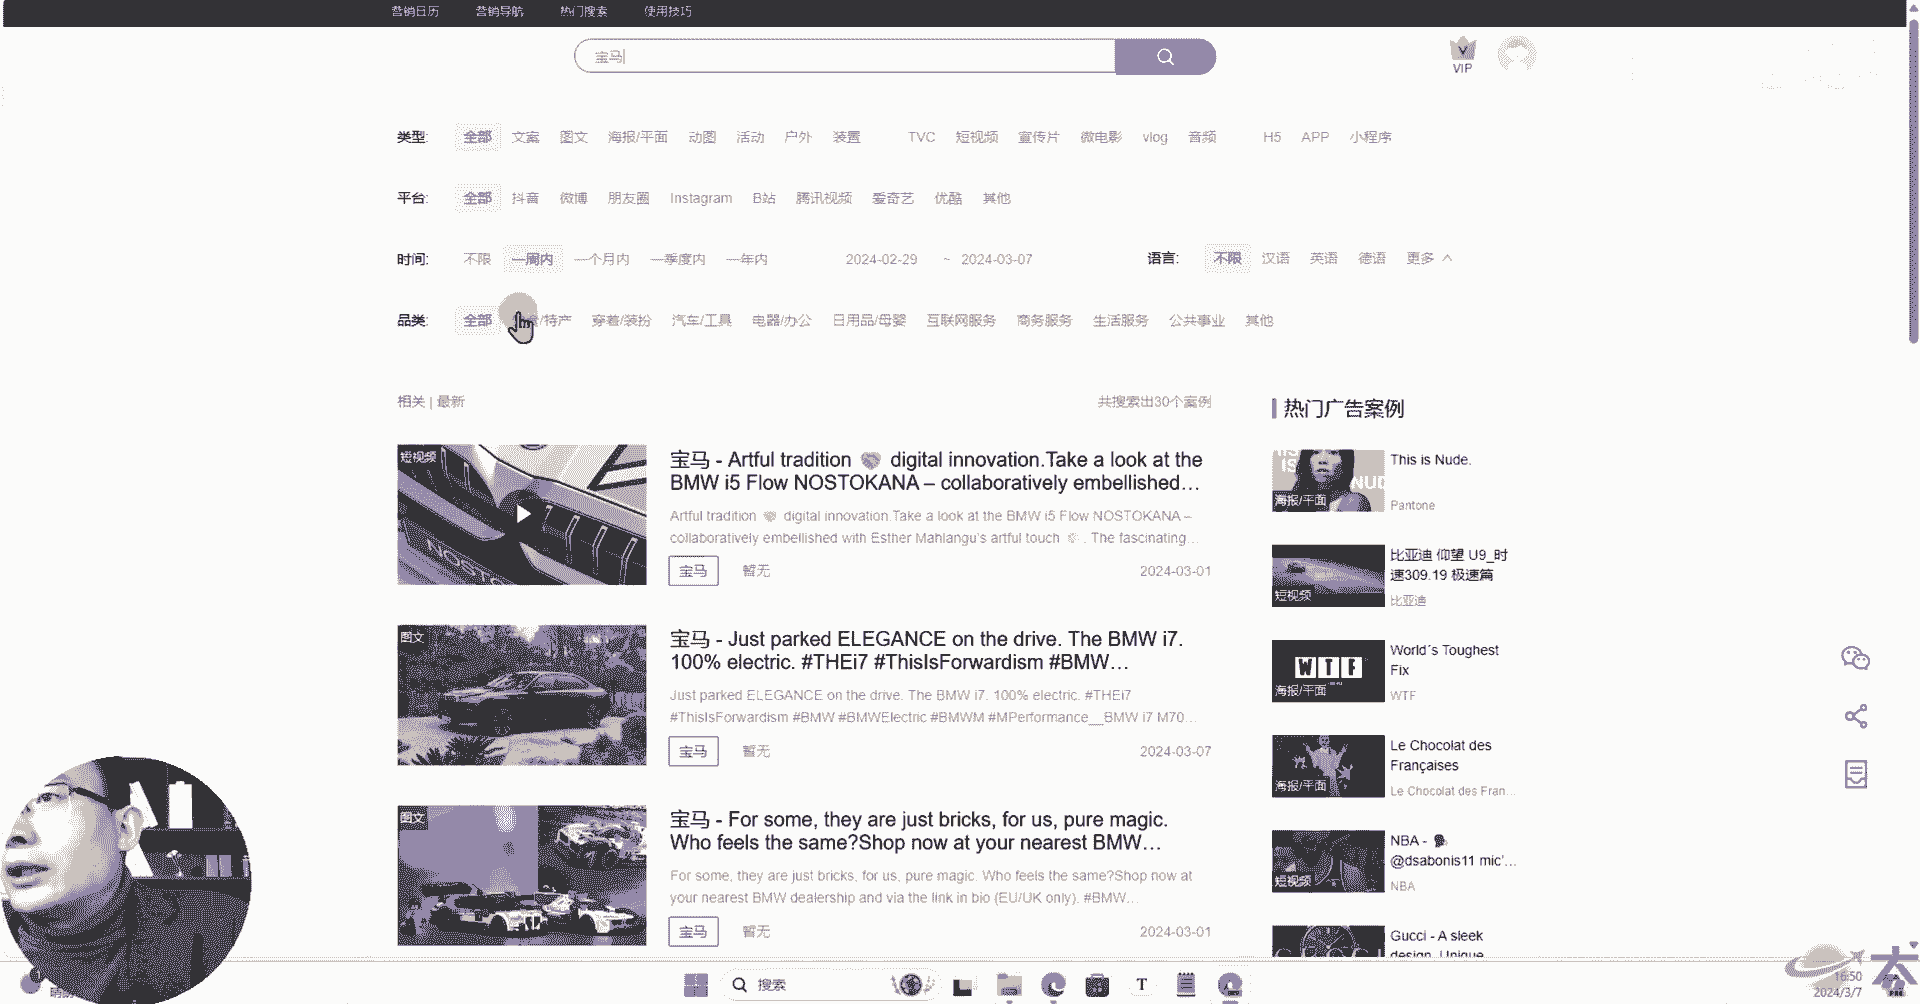 营销日历 营销导航 热门搜索 使用技巧
宝马
VIP
类型: 全部 文案 图文 海报/平面 动图 活动 户外 装置 TVC 短视频 宣传片 微电影 vlog 音频 H5 APP 小程序
平台: 全部 抖音 微博 朋友圈 Instagram B站 腾讯视频 爱奇艺 优酷 其他
时间: 不限 一周内 一个月内 一季度内 一年内 2024-02-29 ~ 2024-03-07 语言: 不限 汉语 英语 德语 更多
品类: 全部 /特产 穿着/装扮 汽车/工具 电器/办公 日用品/母婴 互联网服务 商务服务 生活服务 公共事业 其他
相关 | 最新 共搜索出30个案例
短视频
宝马 - Artful tradition 🤝 digital innovation.Take a look at the
BMW i5 Flow NOSTOKANA – collaboratively embellished…
Artful tradition 🤝 digital innovation.Take a look at the BMW i5 Flow NOSTOKANA –
collaboratively embellished with Esther Mahlangu's artful touch . The fascinating…
宝马 暂无 2024-03-01
图文
宝马 - Just parked ELEGANCE on the drive. The BMW i7.
100% electric. #THEi7 #ThisIsForwardism #BMW…
Just parked ELEGANCE on the drive. The BMW i7. 100% electric. #THEi7
#ThisIsForwardism #BMW #BMWElectric #BMWM #MPerformance__BMW i7 M70…
宝马 暂无 2024-03-07
图文
宝马 - For some, they are just bricks, for us, pure magic.
Who feels the same?Shop now at your nearest BMW…
For some, they are just bricks, for us, pure magic. Who feels the same?Shop now at
your nearest BMW dealership and via the link in bio (EU/UK only). #BMW…
宝马 暂无 2024-03-01
热门广告案例
海报/平面
This is Nude.
Pantone
短视频
比亚迪 仰望 U9_时
速309.19 极速篇
比亚迪
WTF
海报/平面
World´s Toughest
Fix
WTF
海报/平面
Le Chocolat des
Françaises
Le Chocolat des Fran…
短视频
NBA - 🗣
@dsabonis11 mic'…
NBA
Gucci - A sleek
design. Unique
搜索
16:50
2024/3/7